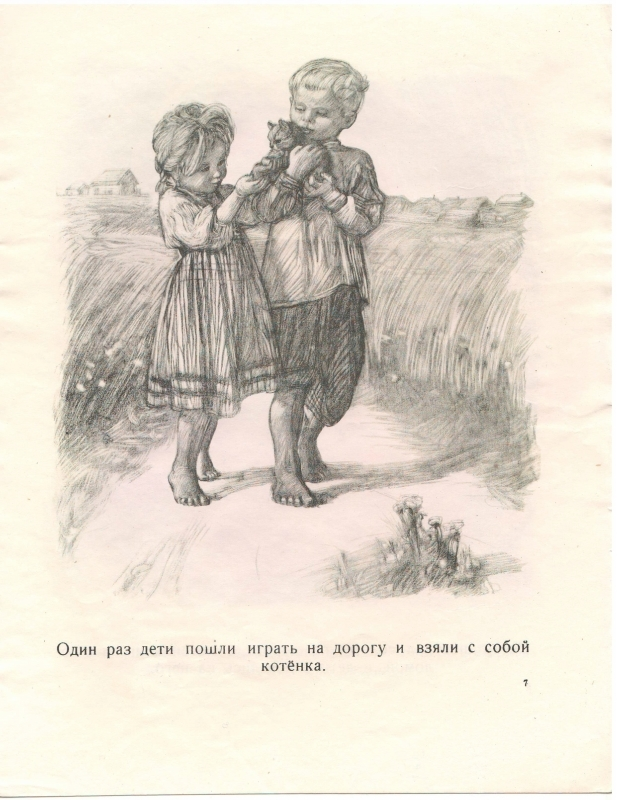 Один раз дети пошли играть на дорогу и взяли с собой
котёнка.
7